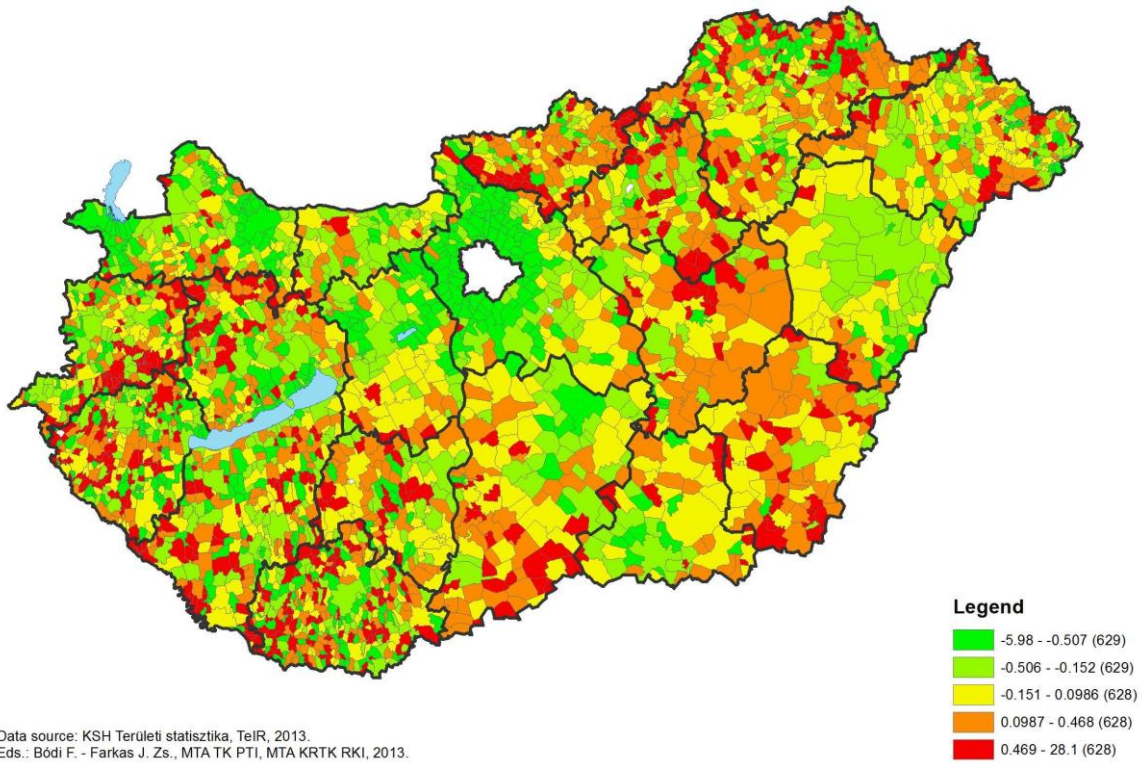 Legend
-5.98 - -0.507 (629)
-0.506 - -0.152 (629)
-0.151 - 0.0986 (628)
0.0987 - 0.468 (628)
0.469 - 28.1 (628)
Data source: KSH Területi statisztika, TeIR, 2013.
Eds.: Bódi F. - Farkas J. Zs., MTA TK PTI, MTA KRTK RKI, 2013.